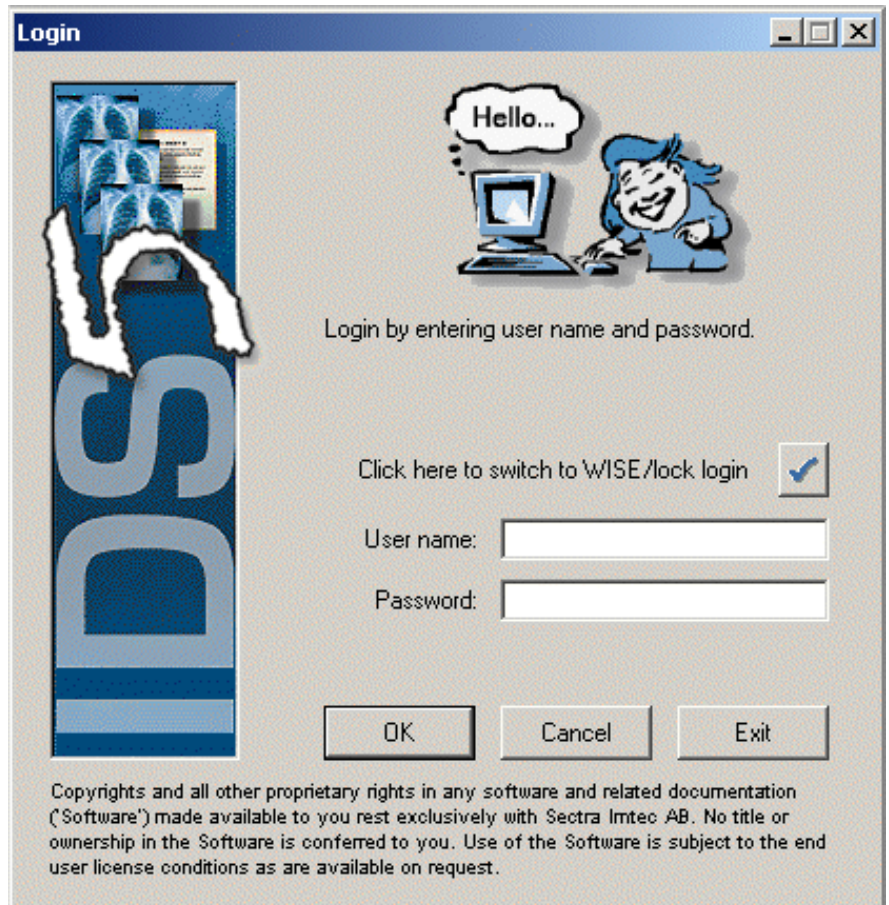 Login
Hello...
IDS5
Login by entering user name and password.
Click here to switch to WISE/lock login
User name:
Password:
OK
Cancel
Exit
Copyrights and all other proprietary rights in any software and related documentation
('Software') made available to you rest exclusively with Sectra Imtec AB. No title or
ownership in the Software is conferred to you. Use of the Software is subject to the end
user license conditions as are available on request.